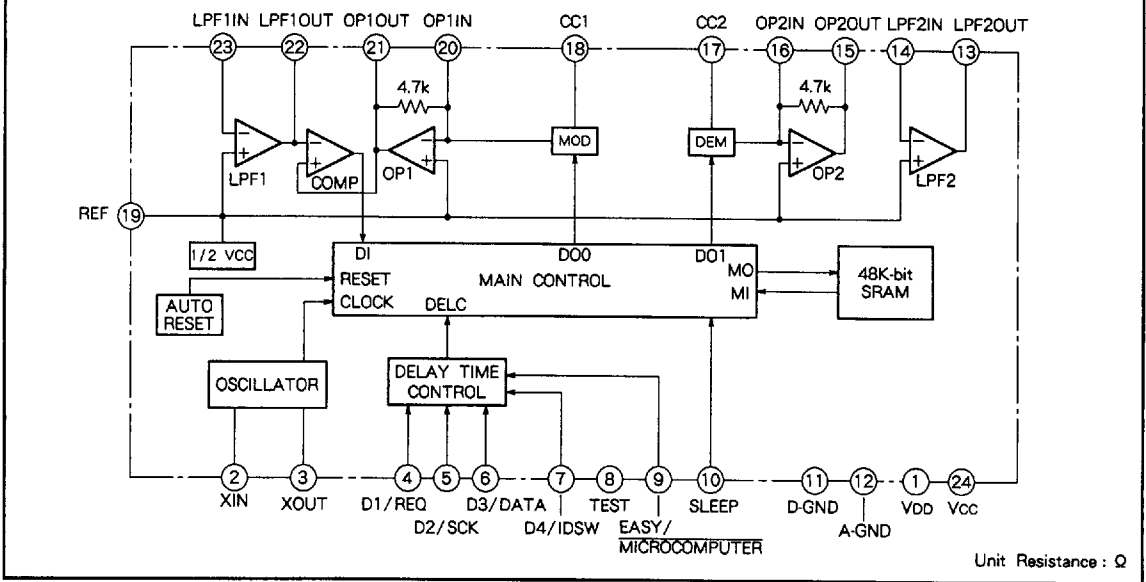 LPF1IN LPF1OUT OP1OUT OP1IN CC1 CC2 OP2IN OP2OUT LPF2IN LPF2OUT
23 22 21 20 18 17 16 15 14 13
4.7k 4.7k
− + LPF1
− + COMP
− + OP1
MOD
DEM
− + OP2
− + LPF2
REF 19
1/2 VCC
DI DO0 DO1
RESET MAIN CONTROL MO
CLOCK DELC MI
48K-bit
SRAM
AUTO
RESET
OSCILLATOR
DELAY TIME
CONTROL
2 3 4 5 6 7 8 9 10 11 12 1 24
XIN XOUT D1/REQ D2/SCK D3/DATA D4/IDSW TEST EASY/
MICROCOMPUTER
SLEEP D-GND A-GND VDD VCC
Unit Resistance : Ω